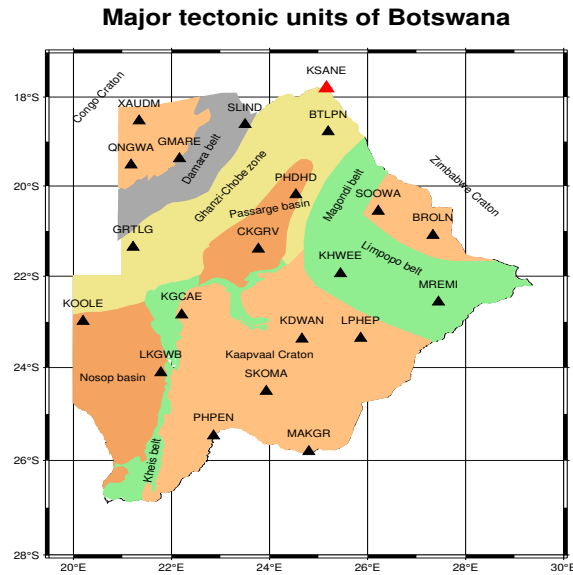 Major tectonic units of Botswana
KSANE
18°S
Congo Craton
XAUDM
SLIND
BTLPN
QNGWA
GMARE
Damara belt
Ghanzi-Chobe zone
Zimbabwe Craton
20°S
PHDHD
Magondi belt
SOOWA
Passarge basin
GRTLG
CKGRV
BROLN
Limpopo belt
22°S
KHWEE
KOOLE
KGCAE
MREMI
KDWAN
LPHEP
24°S
LKGWB
Kaapvaal Craton
Nosop basin
SKOMA
PHPEN
MAKGR
26°S
Kheis belt
28°S
20°E
22°E
24°E
26°E
28°E
30°E